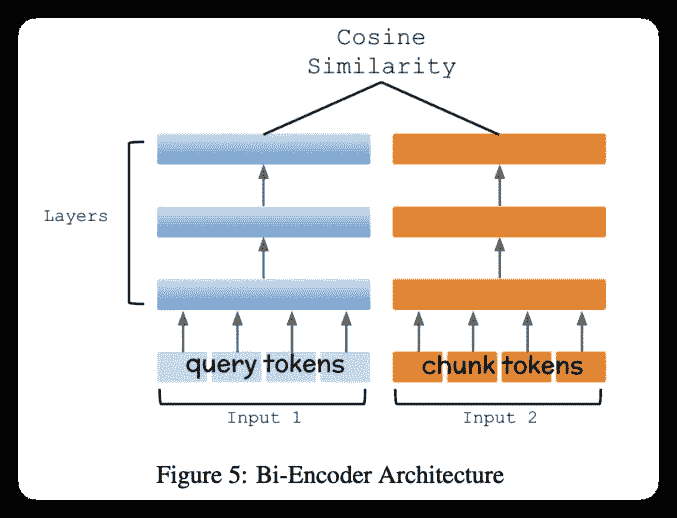 Cosine
Similarity
Layers
query tokens
chunk tokens
Input 1
Input 2
Figure 5: Bi-Encoder Architecture